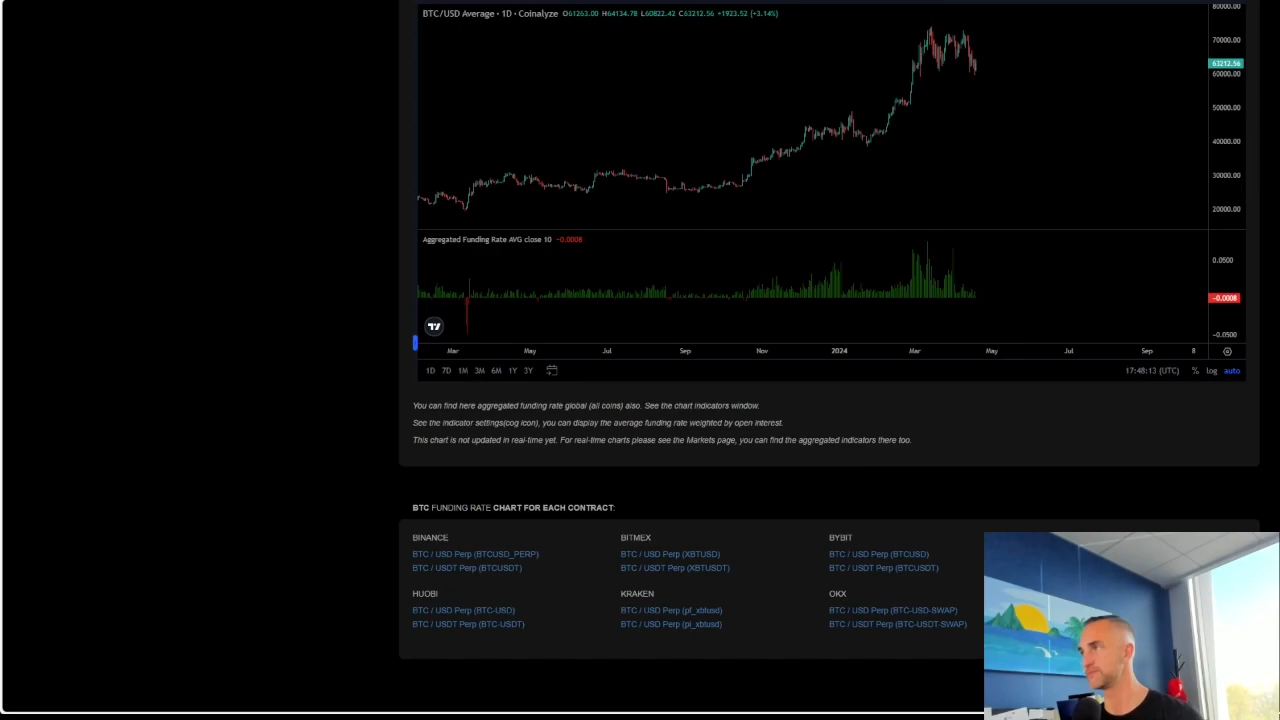 BTC/USD Average · 1D · Coinalyze O61263.00 H64134.78 L60822.42 C63212.56 +1923.52 (+3.14%)
80000.00
70000.00
63212.56
60000.00
50000.00
40000.00
30000.00
20000.00
Aggregated Funding Rate AVG close 10 −0.0008
0.0500
−0.0008
−0.0500
Mar May Jul Sep Nov 2024 Mar May Jul Sep 8
1D 7D 1M 3M 6M 1Y 3Y 17:48:13 (UTC) % log auto
You can find here aggregated funding rate global (all coins) also. See the chart indicators window.
See the indicator settings(cog icon), you can display the average funding rate weighted by open interest.
This chart is not updated in real-time yet. For real-time charts please see the Markets page, you can find the aggregated indicators there too.
BTC FUNDING RATE CHART FOR EACH CONTRACT:
BINANCE BITMEX BYBIT
BTC / USD Perp (BTCUSD_PERP) BTC / USD Perp (XBTUSD) BTC / USD Perp (BTCUSD)
BTC / USDT Perp (BTCUSDT) BTC / USDT Perp (XBTUSDT) BTC / USDT Perp (BTCUSDT)
HUOBI KRAKEN OKX
BTC / USD Perp (BTC-USD) BTC / USD Perp (pf_xbtusd) BTC / USD Perp (BTC-USD-SWAP)
BTC / USDT Perp (BTC-USDT) BTC / USD Perp (pi_xbtusd) BTC / USDT Perp (BTC-USDT-SWAP)